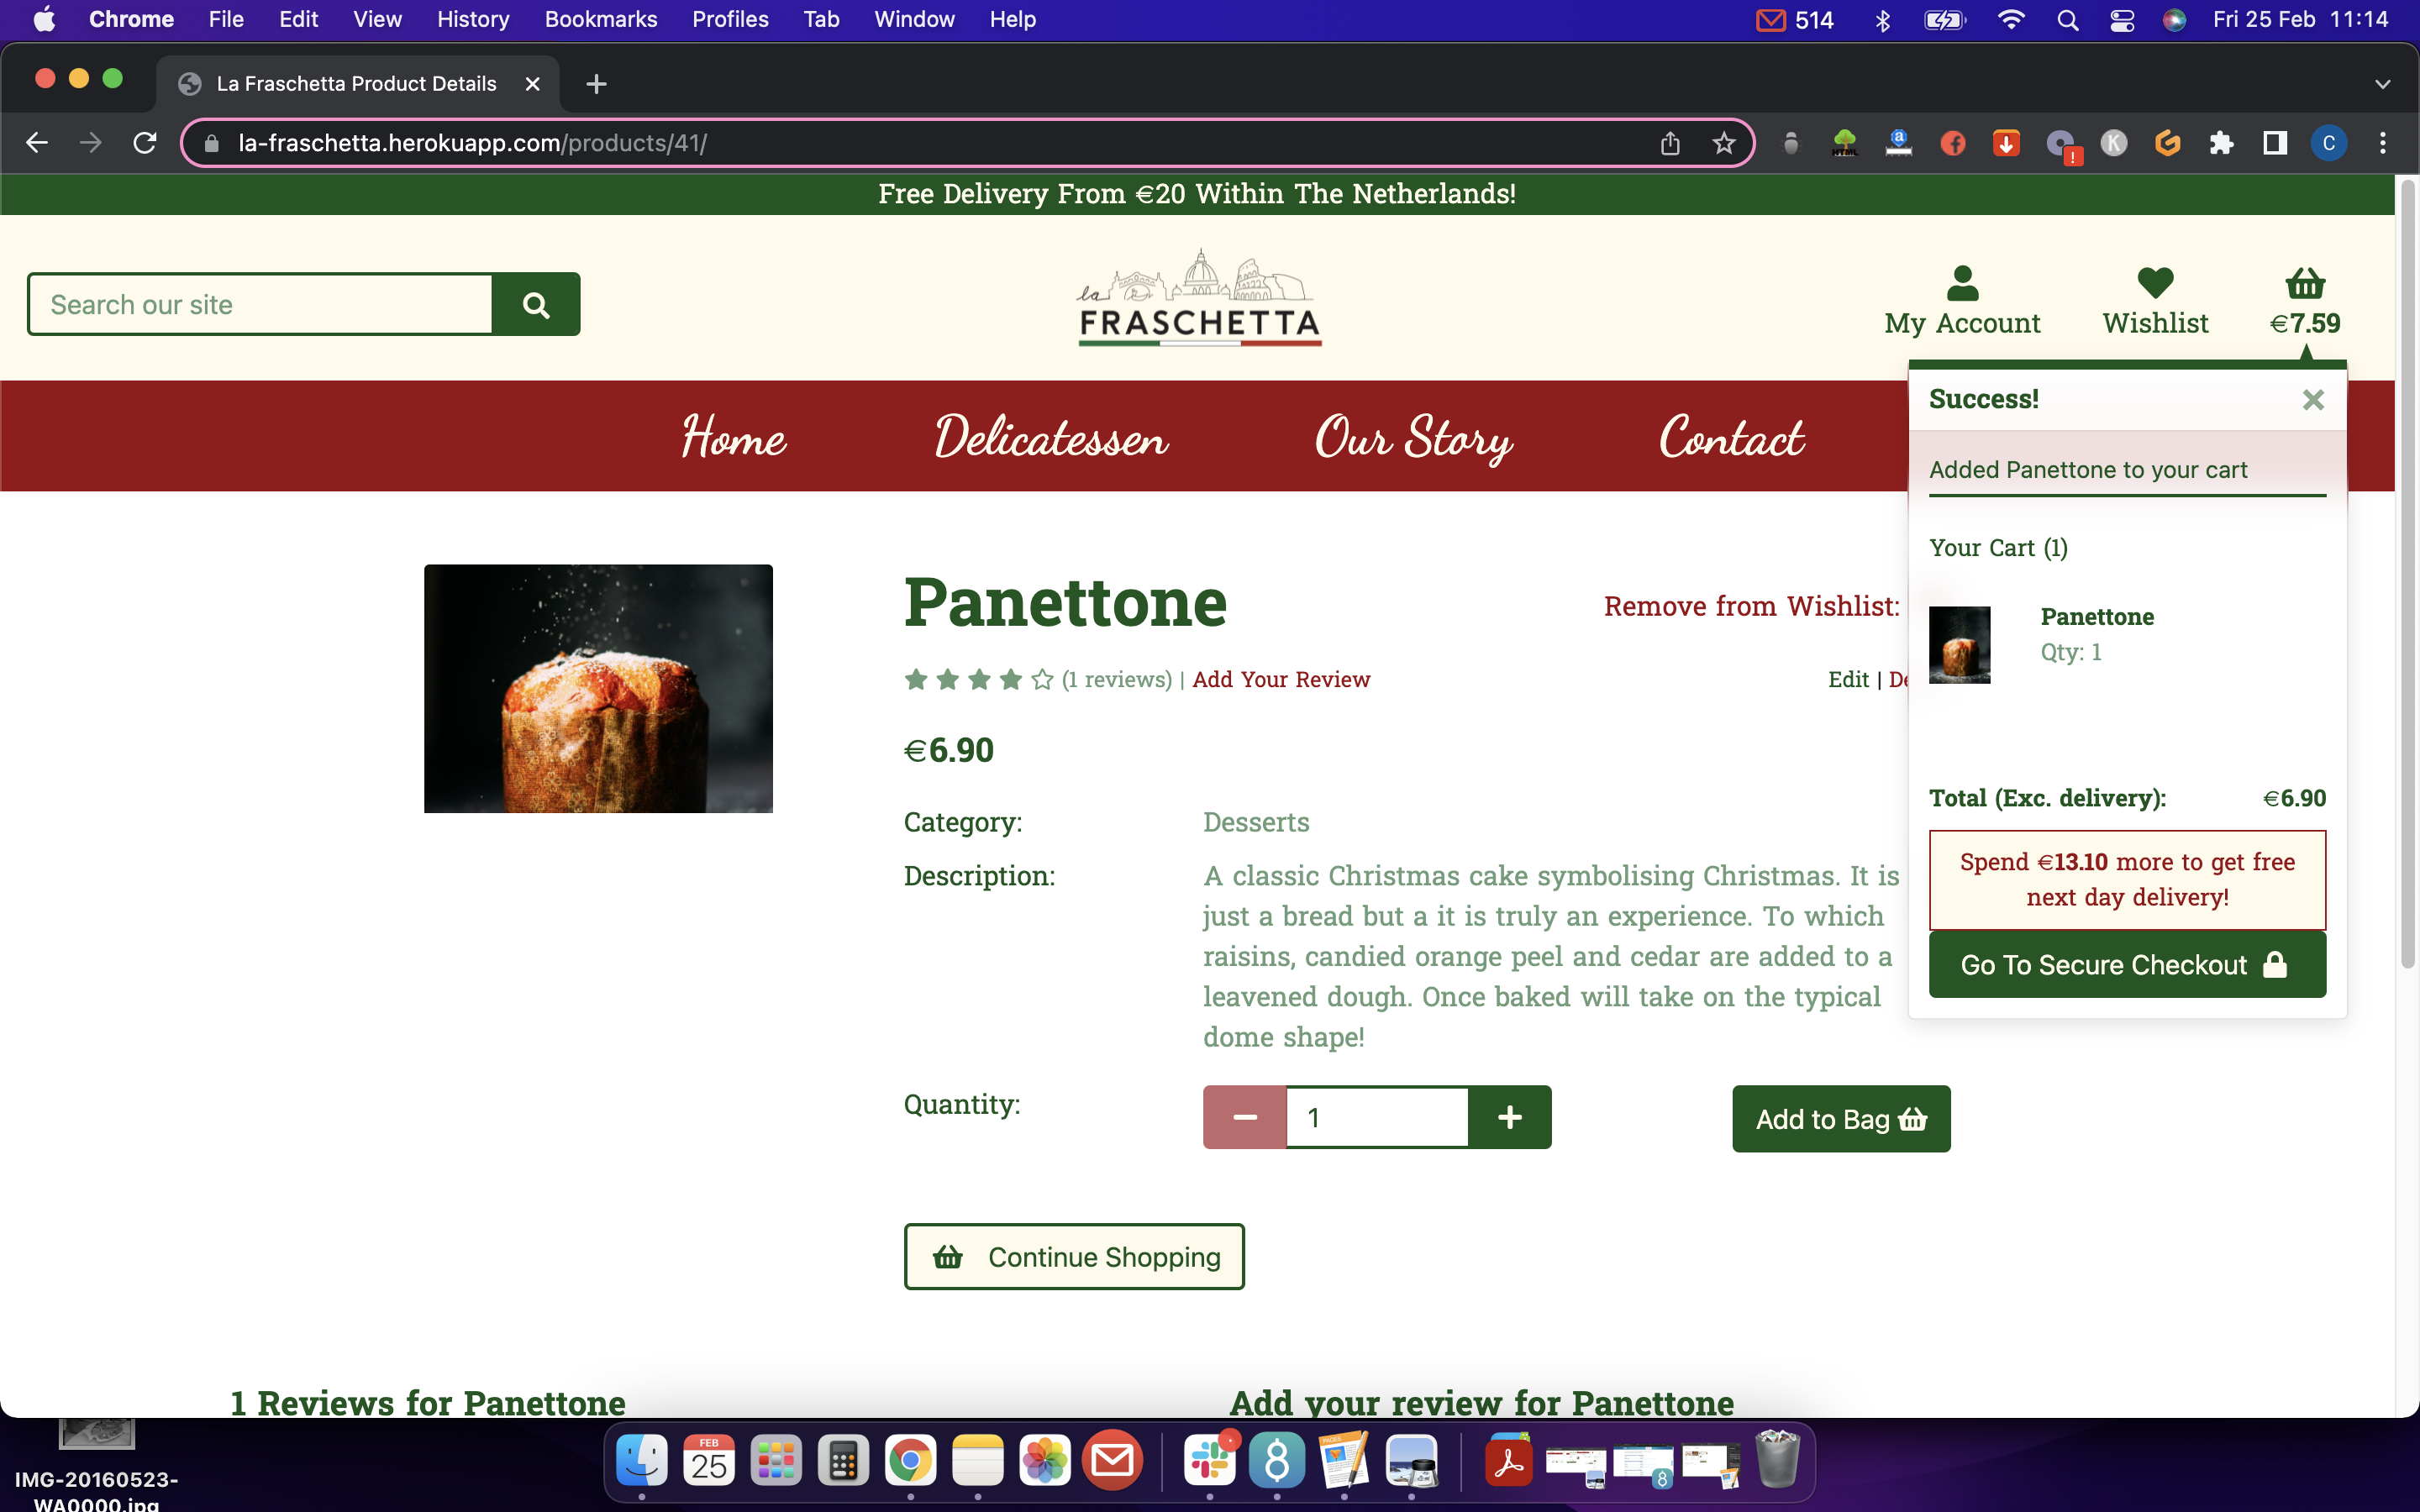 Chrome File Edit View History Bookmarks Profiles Tab Window Help 514 Fri 25 Feb 11:14
La Fraschetta Product Details
la-fraschetta.herokuapp.com/products/41/
Free Delivery From €20 Within The Netherlands!
Search our site
la
FRASCHETTA
My Account Wishlist €7.59
Home Delicatessen Our Story Contact
Success!
Added Panettone to your cart
Your Cart (1)
Panettone
Qty: 1
Total (Exc. delivery): €6.90
Spend €13.10 more to get free
next day delivery!
Go To Secure Checkout
Panettone
Remove from Wishlist:
(1 reviews) | Add Your Review
Edit | De
€6.90
Category: Desserts
Description: A classic Christmas cake symbolising Christmas. It is
just a bread but a it is truly an experience. To which
raisins, candied orange peel and cedar are added to a
leavened dough. Once baked will take on the typical
dome shape!
Quantity: 1
Add to Bag
Continue Shopping
1 Reviews for Panettone
Add your review for Panettone
FEB
25
IMG-20160523-
WA0000.jpg